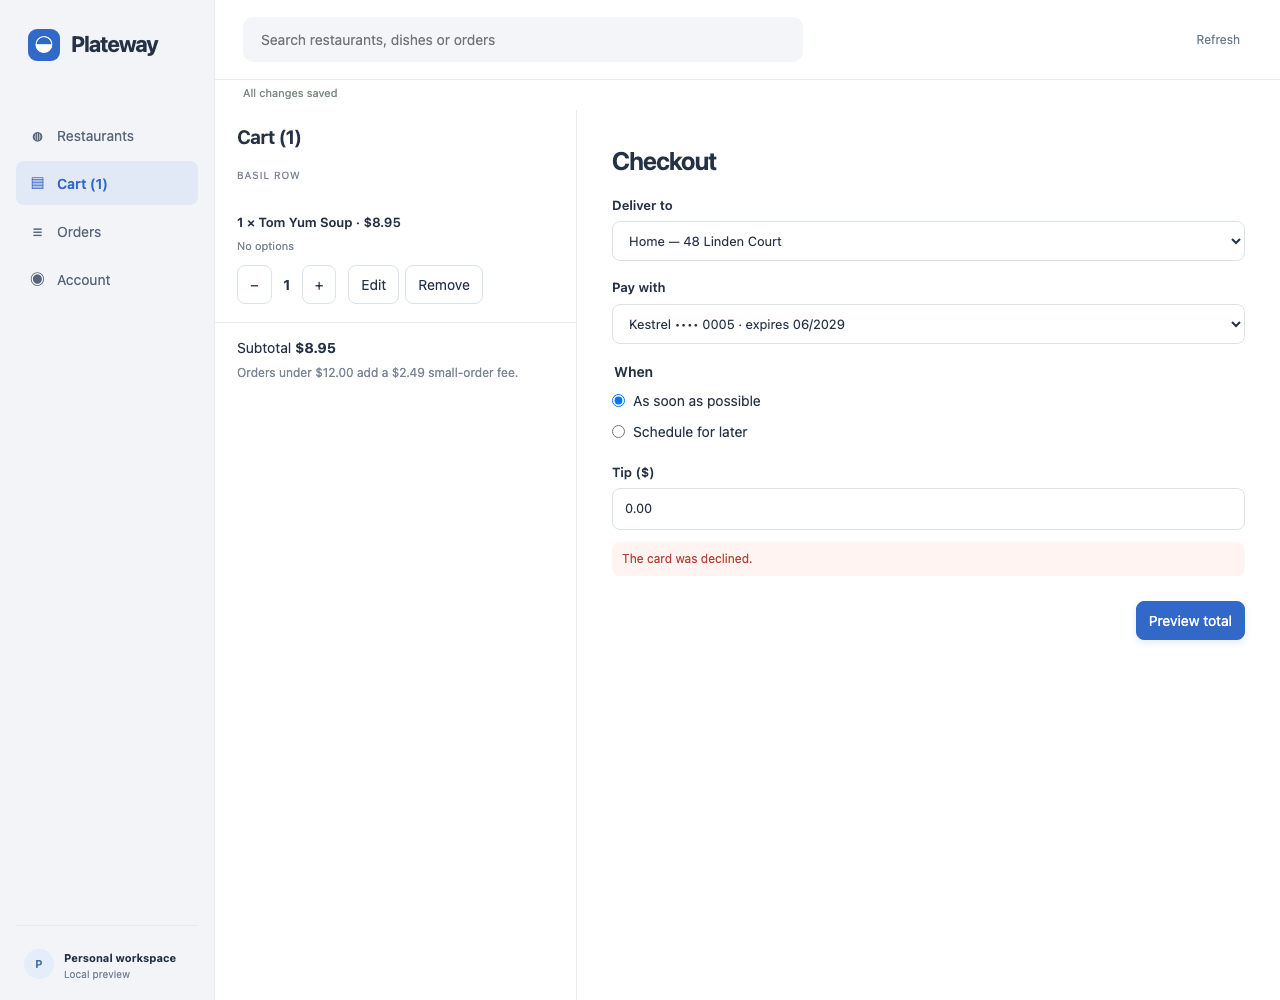 Plateway
Restaurants
Cart (1)
Orders
Account
P
Personal workspace
Local preview
Search restaurants, dishes or orders
Refresh
All changes saved
Cart (1)
BASIL ROW
1 × Tom Yum Soup · $8.95
No options
− 1 + Edit Remove
Subtotal $8.95
Orders under $12.00 add a $2.49 small-order fee.
Checkout
Deliver to
Home — 48 Linden Court
Pay with
Kestrel •••• 0005 · expires 06/2029
When
As soon as possible
Schedule for later
Tip ($)
0.00
The card was declined.
Preview total